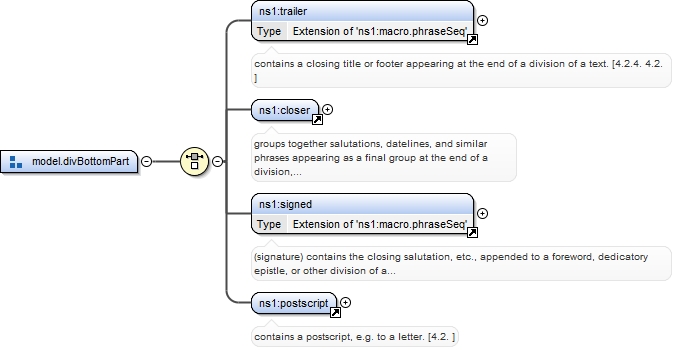 ns1:trailer
Type Extension of 'ns1:macro.phraseSeq'
contains a closing title or footer appearing at the end of a division of a text. [4.2.4. 4.2.
]
ns1:closer
groups together salutations, datelines, and similar
phrases appearing as a final group at the end of a
division,...
model.divBottomPart
ns1:signed
Type Extension of 'ns1:macro.phraseSeq'
(signature) contains the closing salutation, etc., appended to a foreword, dedicatory
epistle, or other division of a...
ns1:postscript
contains a postscript, e.g. to a letter. [4.2. ]